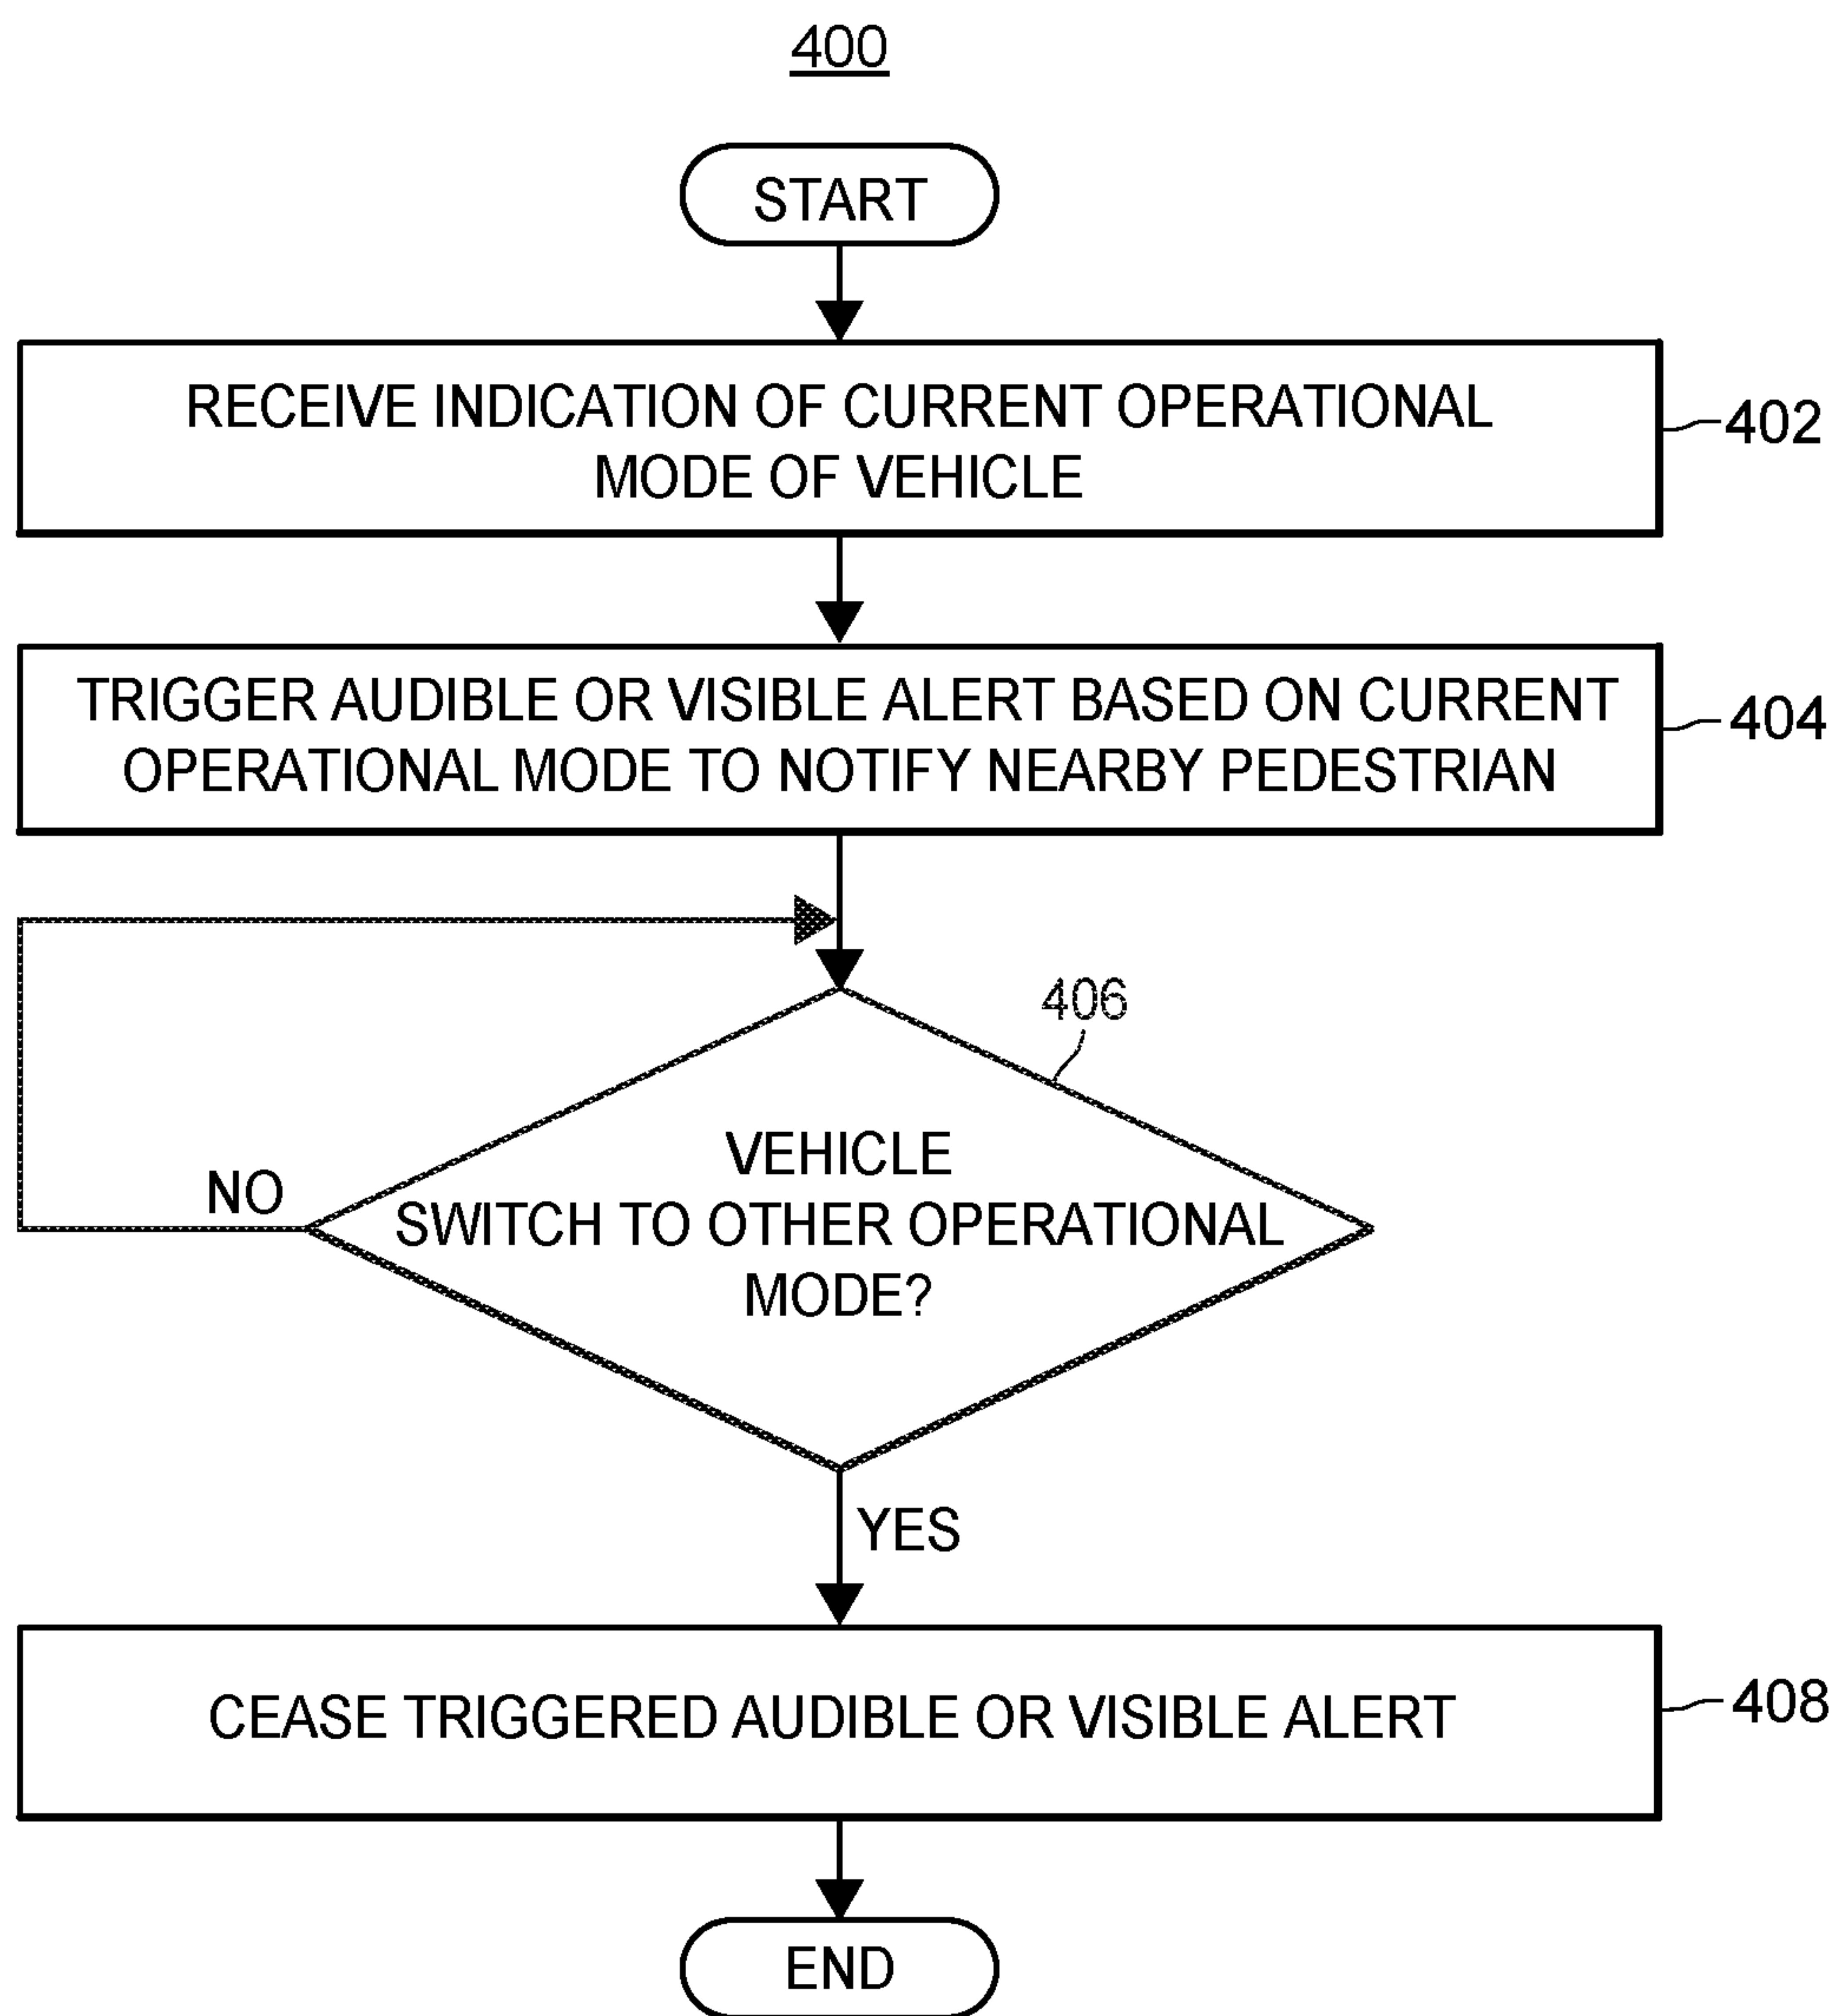 400
START
RECEIVE INDICATION OF CURRENT OPERATIONAL
MODE OF VEHICLE
402
TRIGGER AUDIBLE OR VISIBLE ALERT BASED ON CURRENT
OPERATIONAL MODE TO NOTIFY NEARBY PEDESTRIAN
404
406
VEHICLE
SWITCH TO OTHER OPERATIONAL
MODE?
NO
YES
CEASE TRIGGERED AUDIBLE OR VISIBLE ALERT
408
END